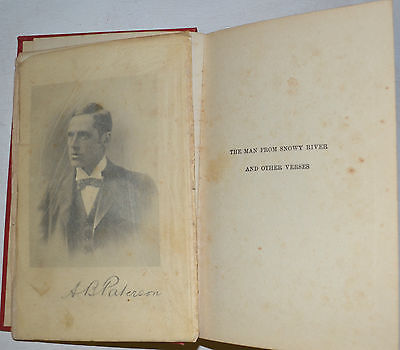 A B Paterson
THE MAN FROM SNOWY RIVER
AND OTHER VERSES